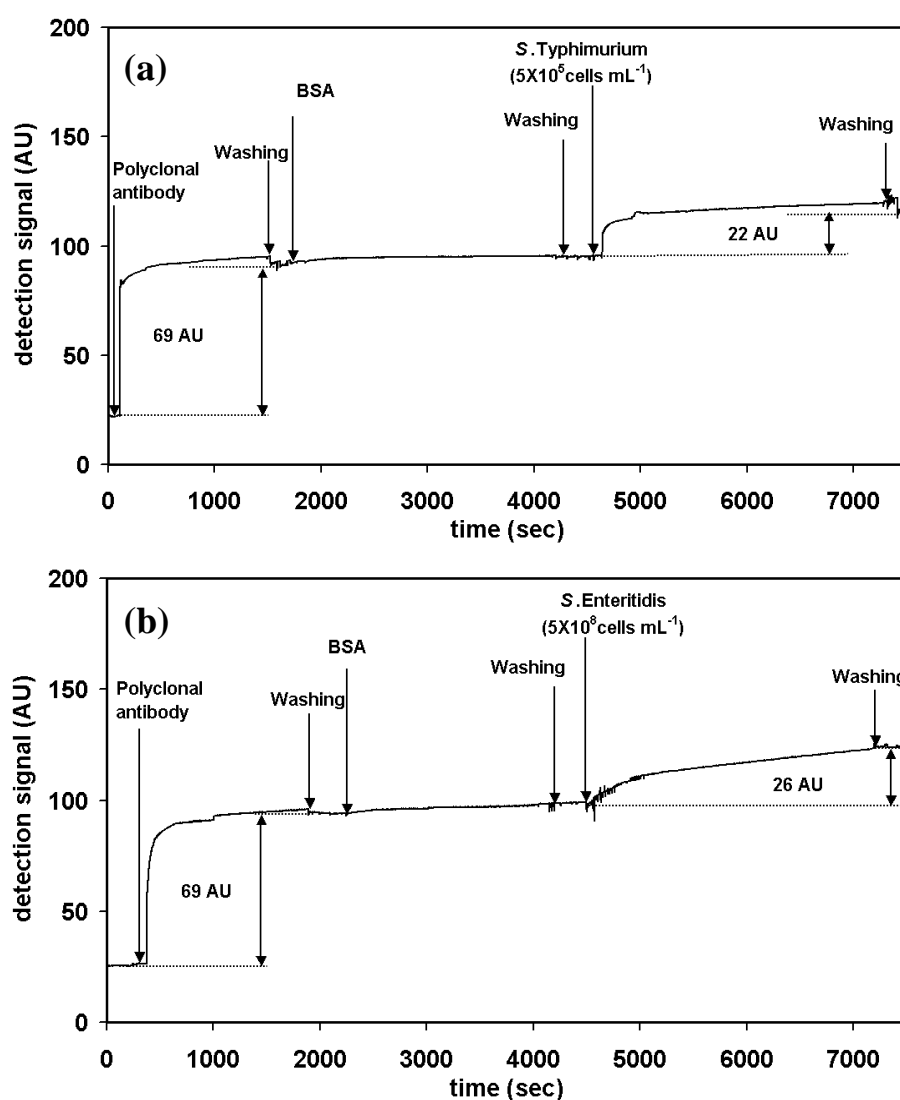 (a)
S.Typhimurium
(5X10⁵cells mL⁻¹)
BSA
Washing
Washing
Washing
Polyclonal
antibody
22 AU
69 AU
detection signal (AU)
200
150
100
50
0
0 1000 2000 3000 4000 5000 6000 7000
time (sec)
(b)
S.Enteritidis
(5X10⁸cells mL⁻¹)
BSA
Washing
Washing
Washing
Polyclonal
antibody
26 AU
69 AU
detection signal (AU)
200
150
100
50
0
0 1000 2000 3000 4000 5000 6000 7000
time (sec)